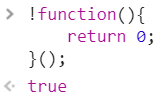 > !function(){
    return 0;
}();
<· true